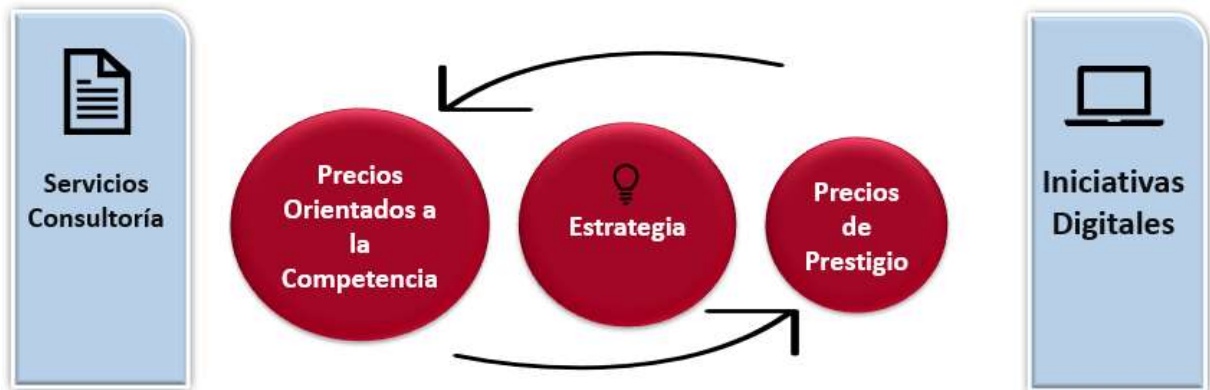 Servicios
Consultoría
Precios
Orientados a
la
Competencia
Estrategia
Precios
de
Prestigio
Iniciativas
Digitales